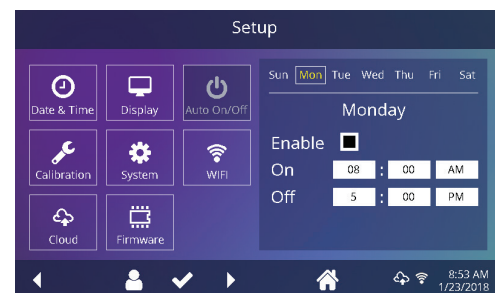 Setup
Date & Time
Display
Auto On/Off
Calibration
System
WIFI
Cloud
Firmware
Sun Mon Tue Wed Thu Fri Sat
Monday
Enable
On 08 : 00 AM
Off 5 : 00 PM
8:53 AM
1/23/2018